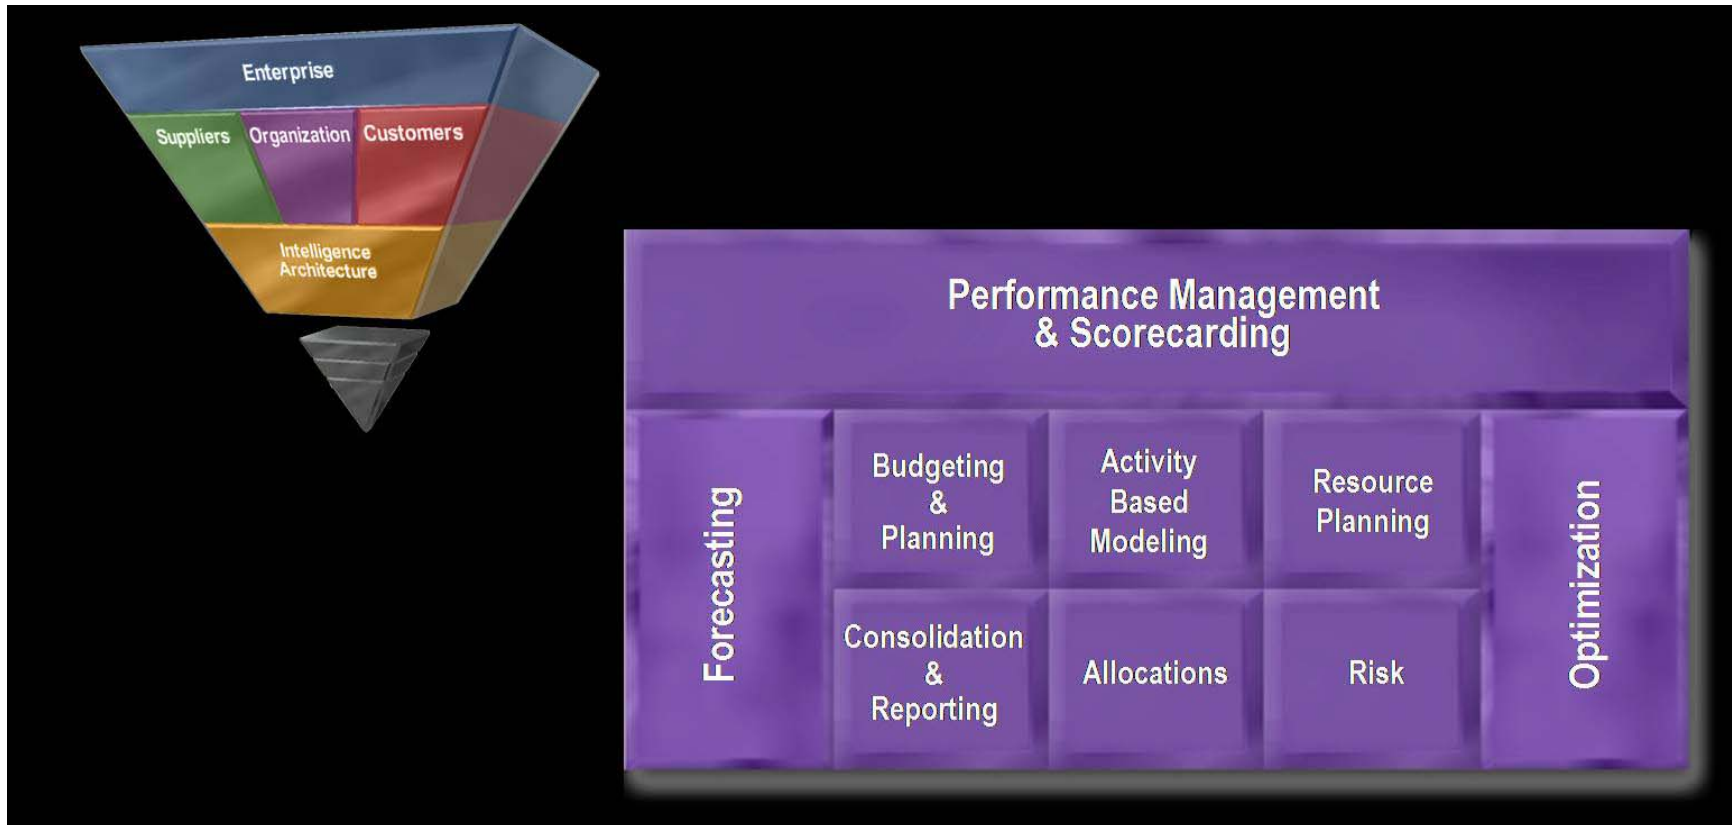 Enterprise
Suppliers
Organization
Customers
Intelligence
Architecture
Performance Management
& Scorecarding
Forecasting
Budgeting
&
Planning
Activity
Based
Modeling
Resource
Planning
Consolidation
&
Reporting
Allocations
Risk
Optimization